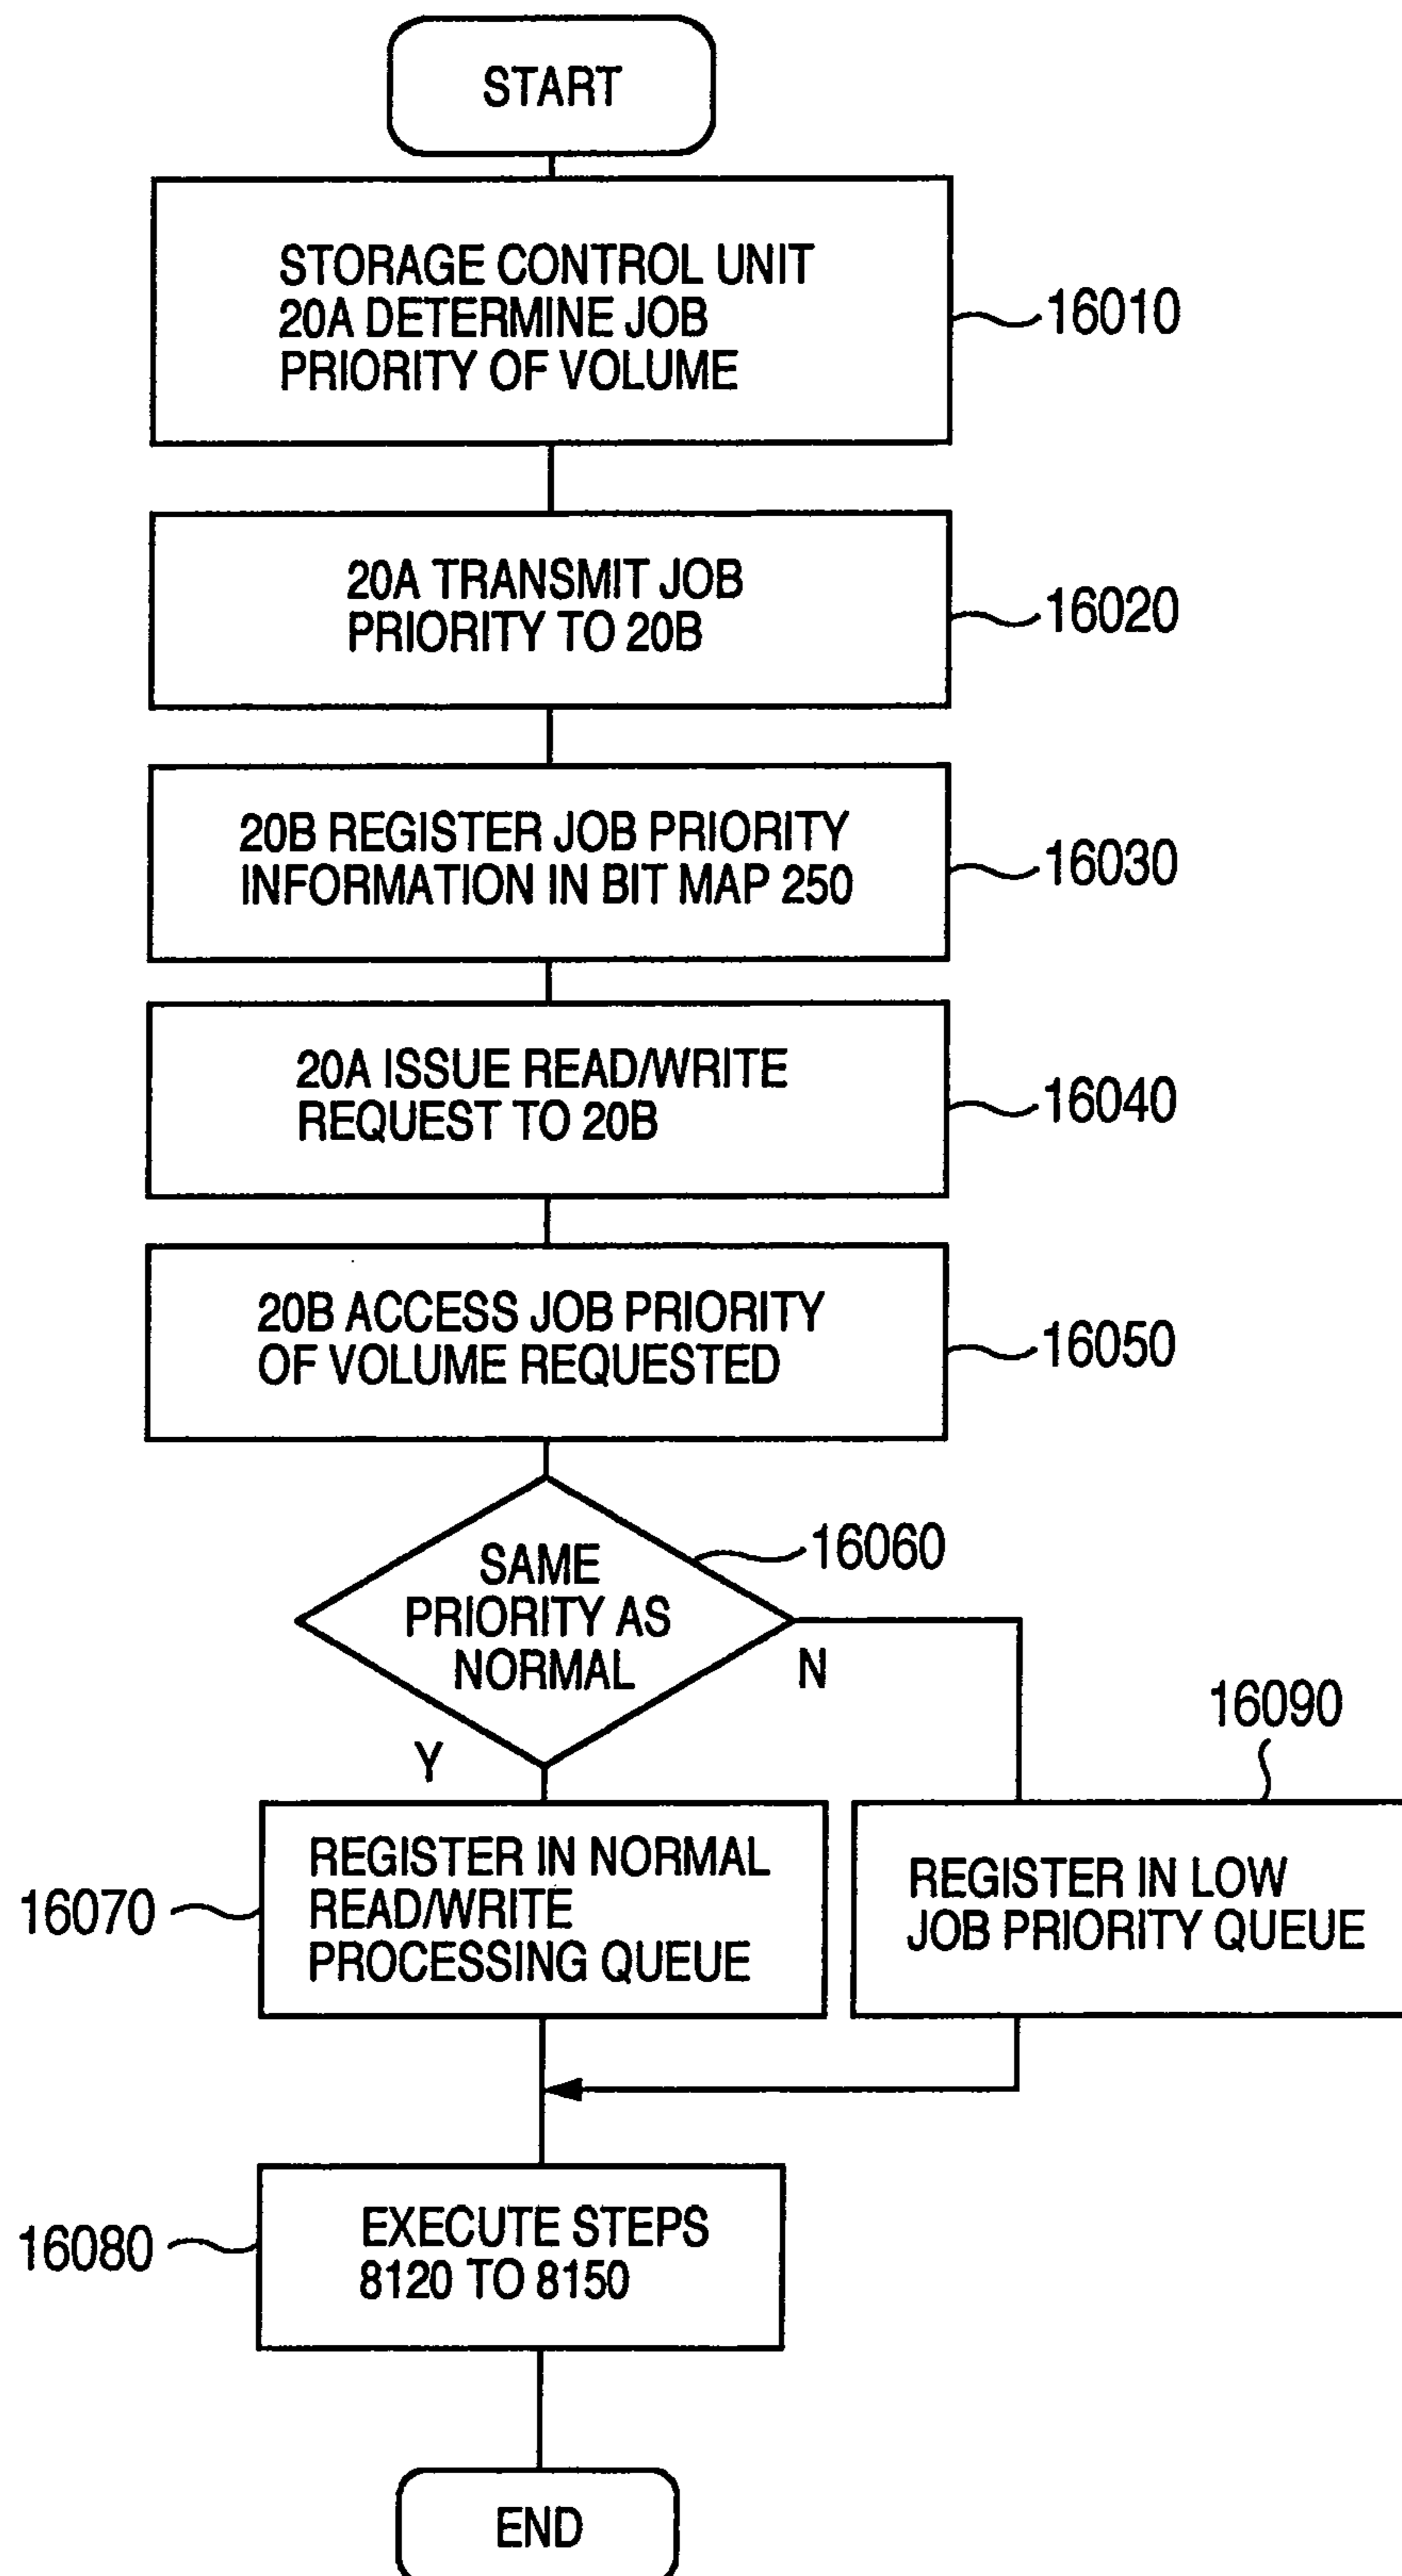 START
STORAGE CONTROL UNIT
20A DETERMINE JOB
PRIORITY OF VOLUME
16010
20A TRANSMIT JOB
PRIORITY TO 20B
16020
20B REGISTER JOB PRIORITY
INFORMATION IN BIT MAP 250
16030
20A ISSUE READ/WRITE
REQUEST TO 20B
16040
20B ACCESS JOB PRIORITY
OF VOLUME REQUESTED
16050
SAME
PRIORITY AS
NORMAL
16060
N
Y
16090
REGISTER IN NORMAL
READ/WRITE
PROCESSING QUEUE
16070
REGISTER IN LOW
JOB PRIORITY QUEUE
EXECUTE STEPS
8120 TO 8150
16080
END